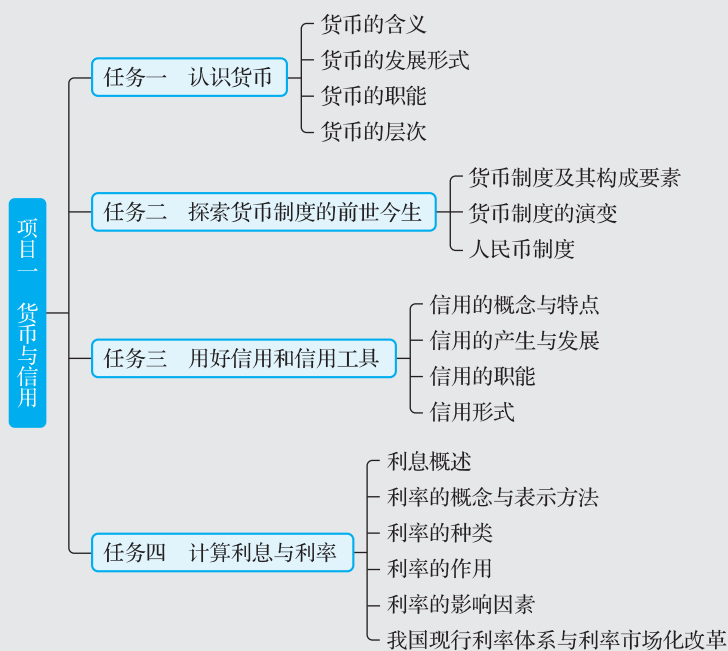 项目一 货币与信用
任务一 认识货币
货币的含义
货币的发展形式
货币的职能
货币的层次
任务二 探索货币制度的前世今生
货币制度及其构成要素
货币制度的演变
人民币制度
任务三 用好信用和信用工具
信用的概念与特点
信用的产生与发展
信用的职能
信用形式
任务四 计算利息与利率
利息概述
利率的概念与表示方法
利率的种类
利率的作用
利率的影响因素
我国现行利率体系与利率市场化改革